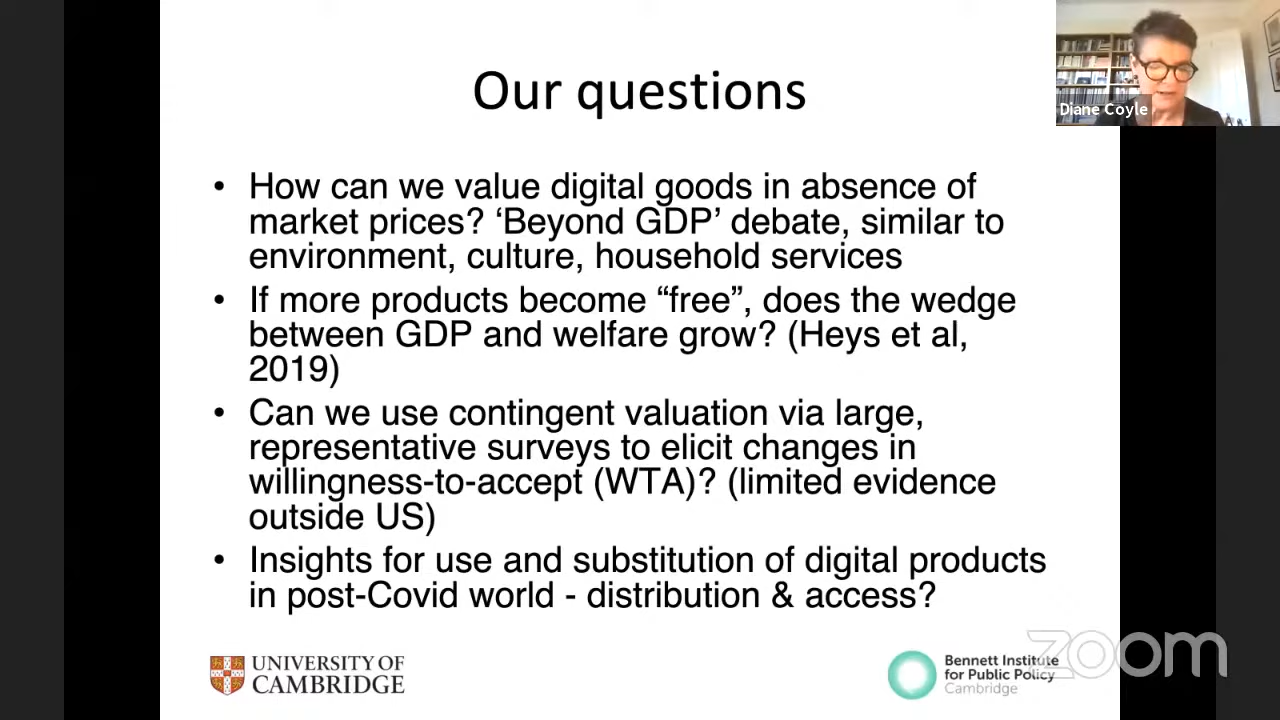 Our questions
Diane Coyle
• How can we value digital goods in absence of
market prices? ‘Beyond GDP’ debate, similar to
environment, culture, household services
• If more products become “free”, does the wedge
between GDP and welfare grow? (Heys et al,
2019)
• Can we use contingent valuation via large,
representative surveys to elicit changes in
willingness-to-accept (WTA)? (limited evidence
outside US)
• Insights for use and substitution of digital products
in post-Covid world - distribution & access?
UNIVERSITY OF
CAMBRIDGE
Bennett Institute
for Public Policy
Cambridge
zoom